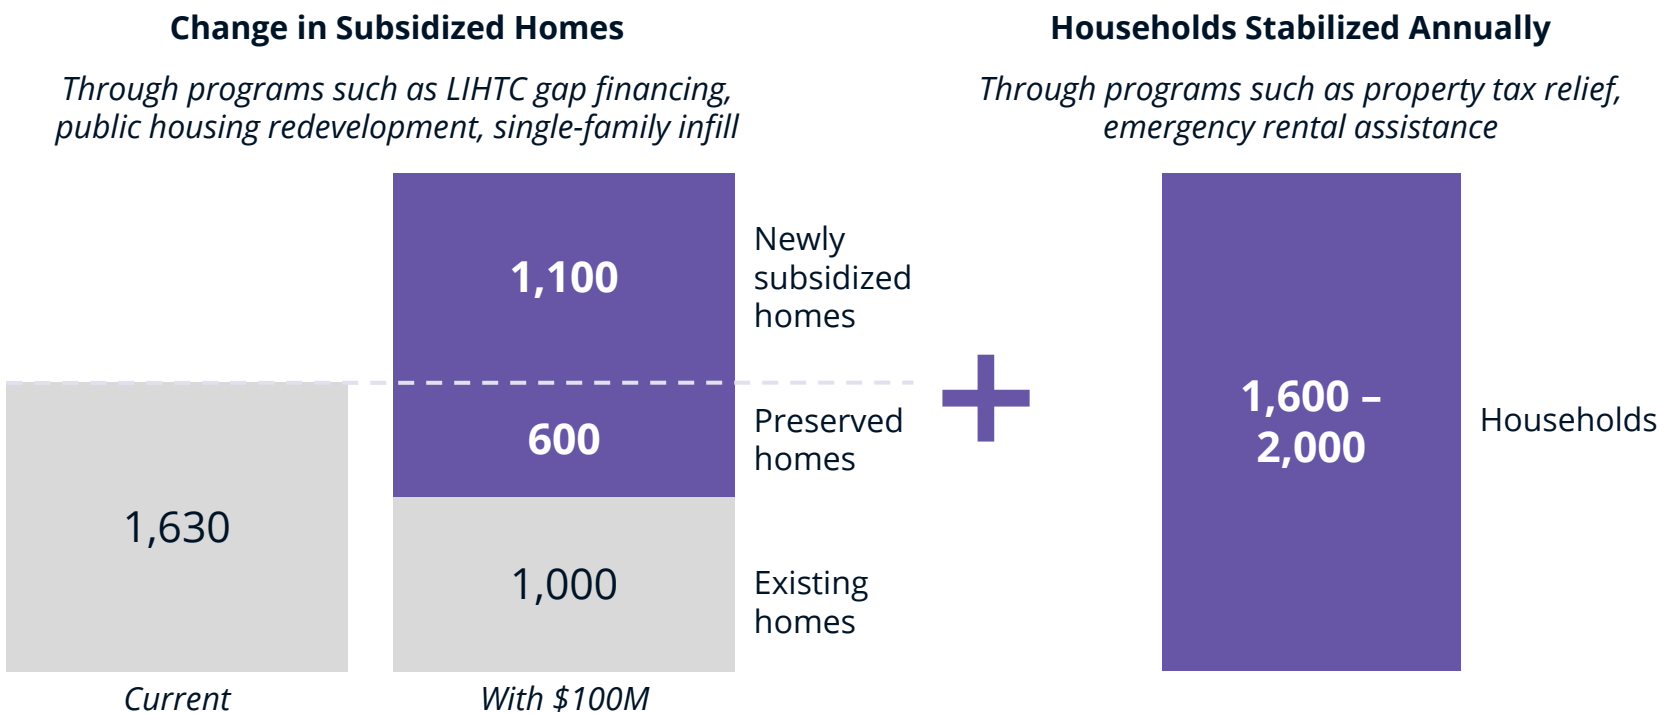 Change in Subsidized Homes
Through programs such as LIHTC gap financing,
public housing redevelopment, single-family infill
1,630
Current
1,100
600
1,000
With $100M
Newly
subsidized
homes
Preserved
homes
Existing
homes
+
Households Stabilized Annually
Through programs such as property tax relief,
emergency rental assistance
1,600 –
2,000
Households